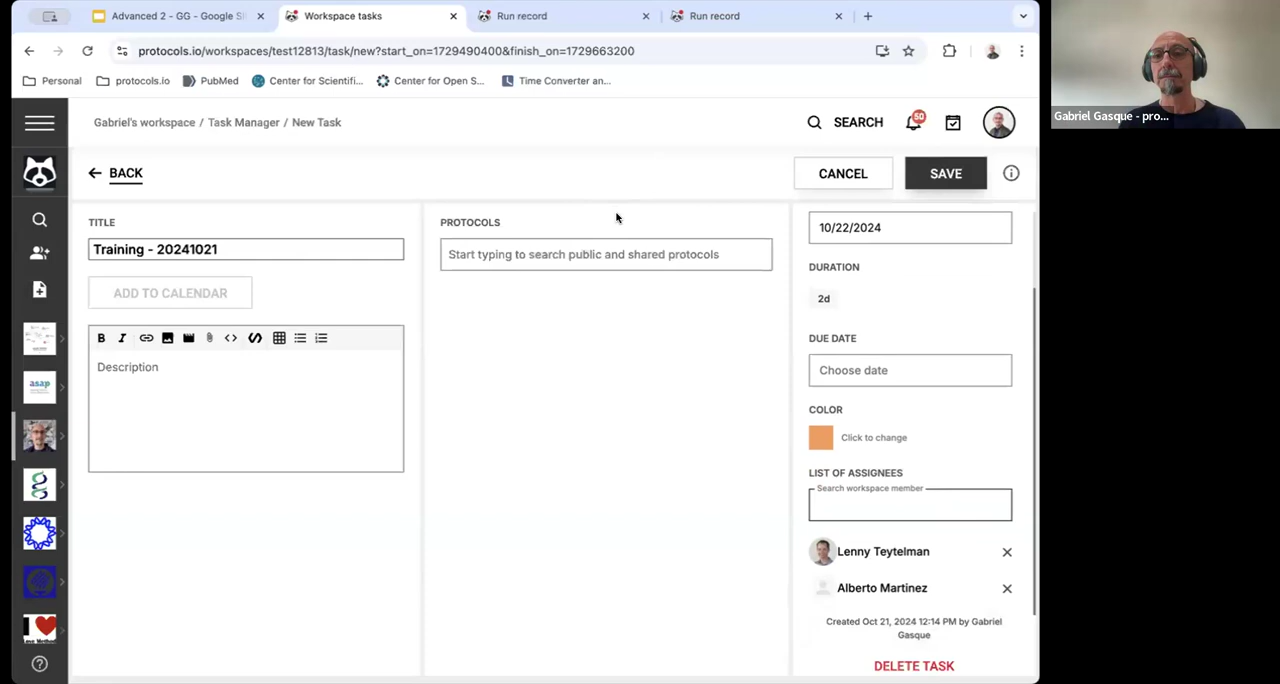 Advanced 2 - GG - Google Sl
Workspace tasks
Run record
Run record
protocols.io/workspaces/test12813/task/new?start_on=1729490400&finish_on=1729663200
Personal
protocols.io
PubMed
Center for Scientifi...
Center for Open S...
Time Converter an...
Gabriel Gasque - pro...
Gabriel's workspace / Task Manager / New Task
SEARCH
50
BACK
CANCEL
SAVE
TITLE
Training - 20241021
ADD TO CALENDAR
Description
PROTOCOLS
Start typing to search public and shared protocols
10/22/2024
DURATION
2d
DUE DATE
Choose date
COLOR
Click to change
LIST OF ASSIGNEES
Search workspace member
Lenny Teytelman
Alberto Martinez
Created Oct 21, 2024 12:14 PM by Gabriel
Gasque
DELETE TASK
asap
I